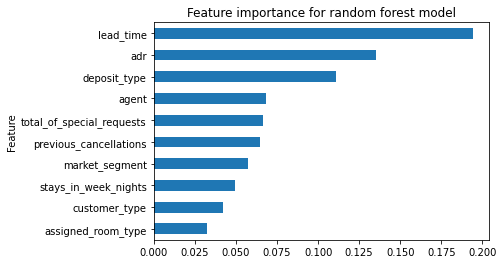 Feature importance for random forest model
lead_time
adr
deposit_type
agent
total_of_special_requests
previous_cancellations
market_segment
stays_in_week_nights
customer_type
assigned_room_type
Feature
0.000 0.025 0.050 0.075 0.100 0.125 0.150 0.175 0.200